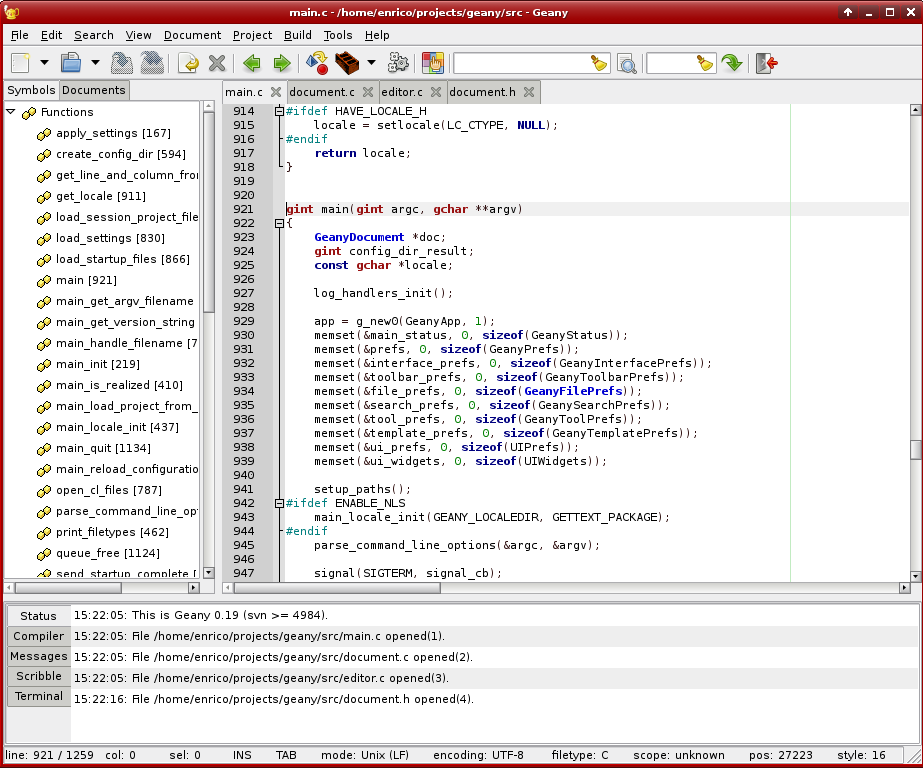 main.c - /home/enrico/projects/geany/src - Geany
File Edit Search View Document Project Build Tools Help
Symbols Documents
main.c document.c editor.c document.h
Functions
apply_settings [167]
create_config_dir [594]
get_line_and_column_from
get_locale [911]
load_session_project_file
load_settings [830]
load_startup_files [866]
main [921]
main_get_argv_filename
main_get_version_string
main_handle_filename [7
main_init [219]
main_is_realized [410]
main_load_project_from_
main_locale_init [437]
main_quit [1134]
main_reload_configuratio
open_cl_files [787]
parse_command_line_op
print_filetypes [462]
queue_free [1124]
send_startup_complete [
914 #ifdef HAVE_LOCALE_H
915 locale = setlocale(LC_CTYPE, NULL);
916 #endif
917 return locale;
918 }
919
920
921 gint main(gint argc, gchar **argv)
922 {
923 GeanyDocument *doc;
924 gint config_dir_result;
925 const gchar *locale;
926
927 log_handlers_init();
928
929 app = g_new0(GeanyApp, 1);
930 memset(&main_status, 0, sizeof(GeanyStatus));
931 memset(&prefs, 0, sizeof(GeanyPrefs));
932 memset(&interface_prefs, 0, sizeof(GeanyInterfacePrefs));
933 memset(&toolbar_prefs, 0, sizeof(GeanyToolbarPrefs));
934 memset(&file_prefs, 0, sizeof(GeanyFilePrefs));
935 memset(&search_prefs, 0, sizeof(GeanySearchPrefs));
936 memset(&tool_prefs, 0, sizeof(GeanyToolPrefs));
937 memset(&template_prefs, 0, sizeof(GeanyTemplatePrefs));
938 memset(&ui_prefs, 0, sizeof(UIPrefs));
939 memset(&ui_widgets, 0, sizeof(UIWidgets));
940
941 setup_paths();
942 #ifdef ENABLE_NLS
943 main_locale_init(GEANY_LOCALEDIR, GETTEXT_PACKAGE);
944 #endif
945 parse_command_line_options(&argc, &argv);
946
947 signal(SIGTERM, signal_cb);
Status
Compiler
Messages
Scribble
Terminal
15:22:05: This is Geany 0.19 (svn >= 4984).
15:22:05: File /home/enrico/projects/geany/src/main.c opened(1).
15:22:05: File /home/enrico/projects/geany/src/document.c opened(2).
15:22:05: File /home/enrico/projects/geany/src/editor.c opened(3).
15:22:16: File /home/enrico/projects/geany/src/document.h opened(4).
line: 921 / 1259 col: 0 sel: 0 INS TAB mode: Unix (LF) encoding: UTF-8 filetype: C scope: unknown pos: 27223 style: 16